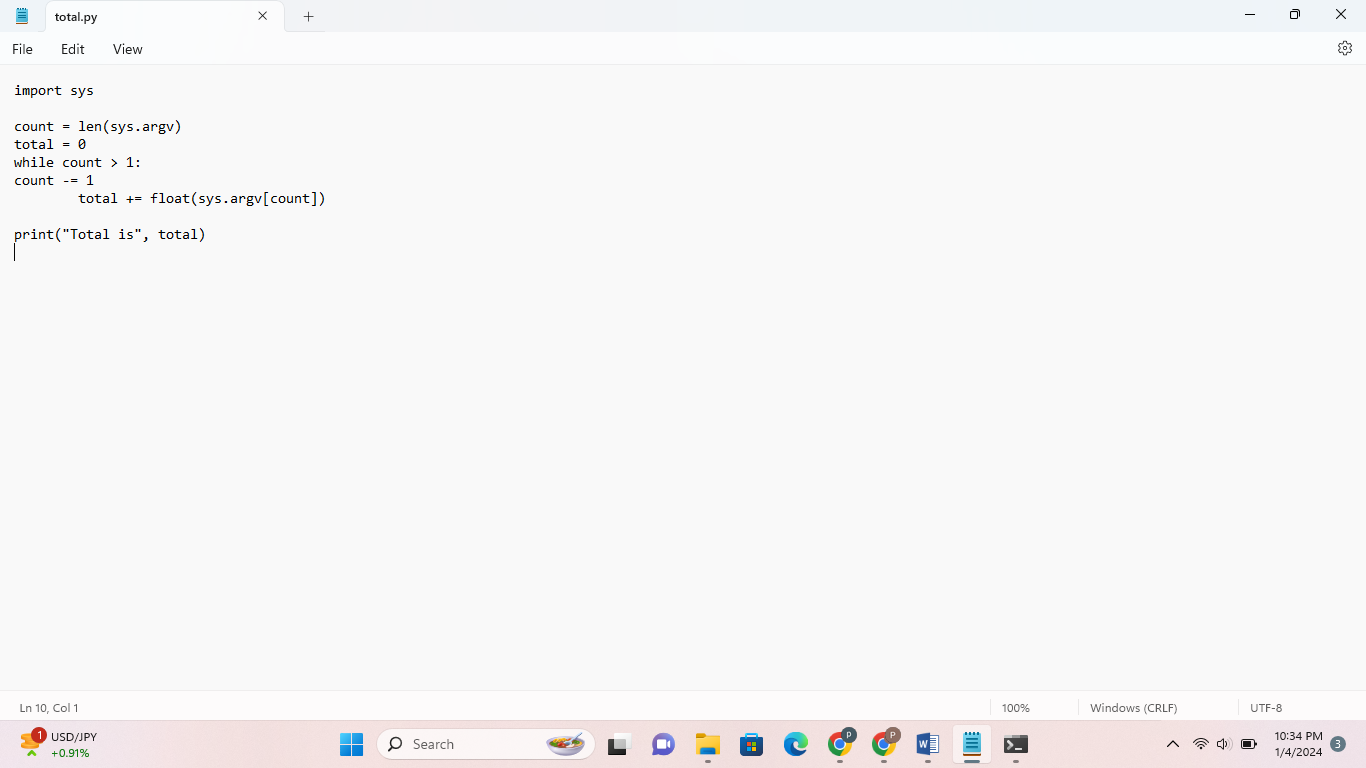 total.py
File Edit View
import sys
count = len(sys.argv)
total = 0
while count > 1:
count -= 1
        total += float(sys.argv[count])
print("Total is", total)
Ln 10, Col 1 100% Windows (CRLF) UTF-8
1 USD/JPY
+0.91%
Search
P
P
W
10:34 PM
1/4/2024
3